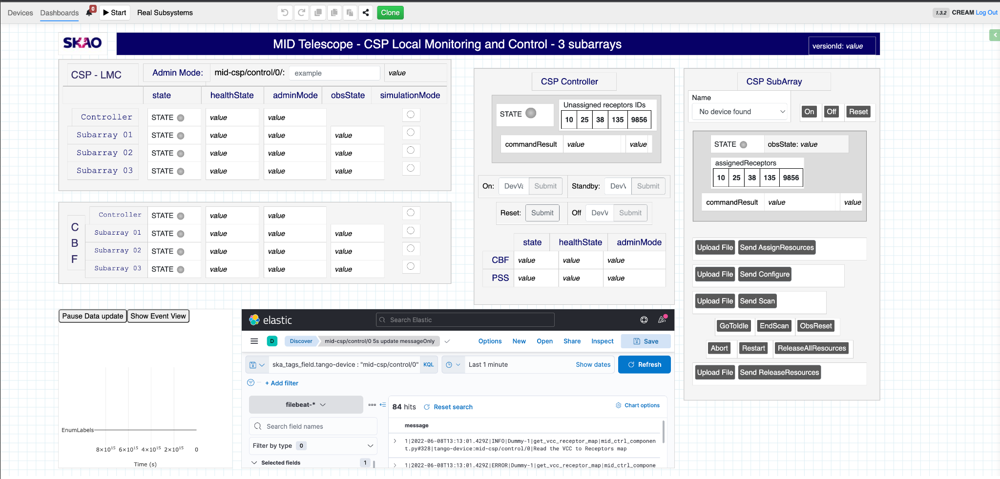 Devices Dashboards 0 Start Real Subsystems Clone 1.3.2 CREAM Log Out
SKAO
MID Telescope - CSP Local Monitoring and Control - 3 subarrays
versionId: value
CSP - LMC
Admin Mode: mid-csp/control/0/: example value
state healthState adminMode obsState simulationMode
Controller STATE value value
Subarray 01 STATE value value value
Subarray 02 STATE value value value
Subarray 03 STATE value value value
C
B
F
Controller STATE value value
Subarray 01 STATE value value value
Subarray 02 STATE value value value
Subarray 03 STATE value value value
CSP Controller
STATE
Unassigned receptors IDs
10 25 38 135 9856
commandResult value value
On: DevVa Submit Standby: DevV Submit
Reset: Submit Off DevV Submit
state healthState adminMode
CBF value value value
PSS value value value
CSP SubArray
Name
No device found
On Off Reset
STATE obsState: value
assignedReceptors
10 25 38 135 9856
commandResult value value
Upload File Send AssignResources
Upload File Send Configure
Upload File Send Scan
GoToIdle EndScan ObsReset
Abort Restart ReleaseAllResources
Upload File Send ReleaseResources
Pause Data update Show Event View
EnumLabels
8×10¹⁵ 6×10¹⁵ 4×10¹⁵ 2×10¹⁵ 0
Time (s)
elastic Search Elastic
D Discover mid-csp/control/0 5s update messageOnly Options New Open Share Inspect Save
ska_tags_field.tango-device : "mid-csp/control/0" KQL Last 1 minute Show dates Refresh
+ Add filter
filebeat-*
Search field names
Filter by type 0
Selected fields 1
84 hits Reset search Chart options
message
1|2022-06-08T13:13:01.429Z|INFO|Dummy-1|get_vcc_receptor_map|mid_ctrl_componen
t.py#328|tango-device:mid-csp/control/0|Read the VCC to Receptors map
1|2022-06-08T13:13:01.429Z|ERROR|Dummy-1|get_vcc_receptor_map|mid_ctrl_compone